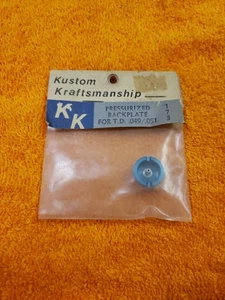 Kustom
Kraftsmanship
KK
PRESSURIZED
BACKPLATE
FOR T.D. .049/.051